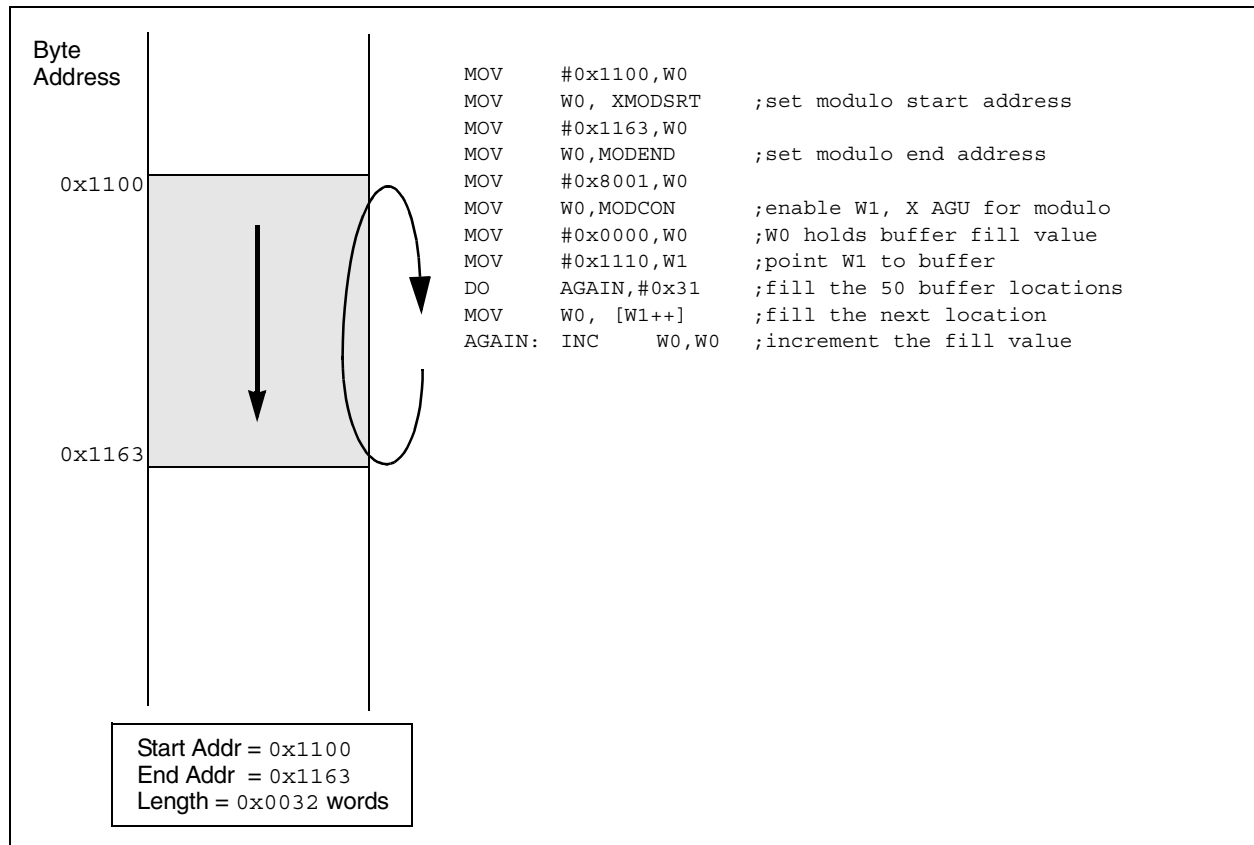 Byte
Address
MOV #0x1100,W0
MOV W0, XMODSRT ;set modulo start address
MOV #0x1163,W0
MOV W0,MODEND ;set modulo end address
MOV #0x8001,W0
MOV W0,MODCON ;enable W1, X AGU for modulo
MOV #0x0000,W0 ;W0 holds buffer fill value
MOV #0x1110,W1 ;point W1 to buffer
DO AGAIN,#0x31 ;fill the 50 buffer locations
MOV W0, [W1++] ;fill the next location
AGAIN: INC W0,W0 ;increment the fill value
0x1100
0x1163
Start Addr = 0x1100
End Addr = 0x1163
Length = 0x0032 words